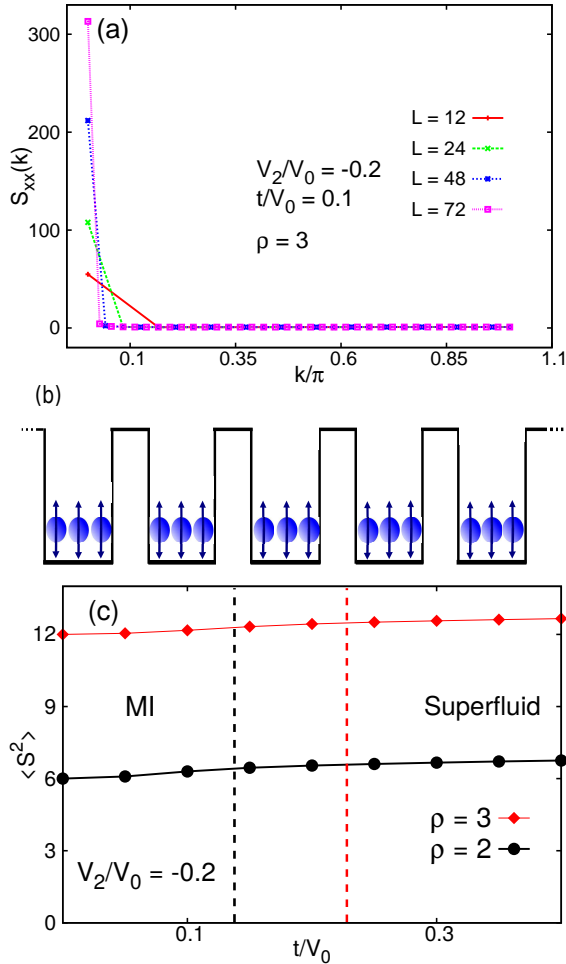 (a)
300
200
100
0
S_xx(k)
L = 12
L = 24
L = 48
L = 72
V_2/V_0 = -0.2
t/V_0 = 0.1
ρ = 3
0.1 0.35 0.6 0.85 1.1
k/π
(b)
(c)
12
9
6
3
0
<S^2>
MI
Superfluid
ρ = 3
ρ = 2
V_2/V_0 = -0.2
0.1 0.3
t/V_0